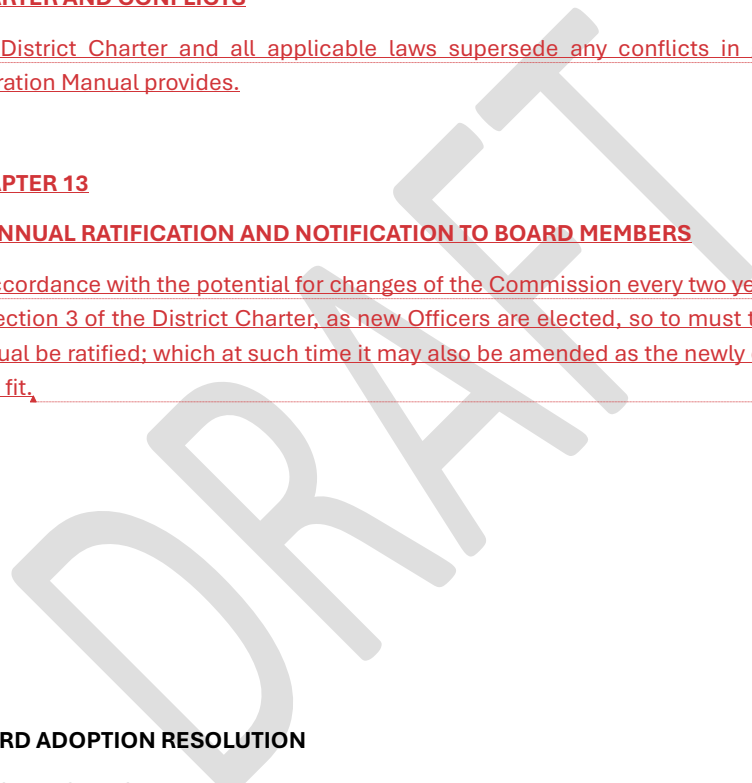 RTER AND CONFLICTS
District Charter and all applicable laws supersede any conflicts in
ration Manual provides.
PTER 13
NNUAL RATIFICATION AND NOTIFICATION TO BOARD MEMBERS
ccordance with the potential for changes of the Commission every two ye
ection 3 of the District Charter, as new Officers are elected, so to must t
ual be ratified; which at such time it may also be amended as the newly
fit.
RD ADOPTION RESOLUTION
DRAFT